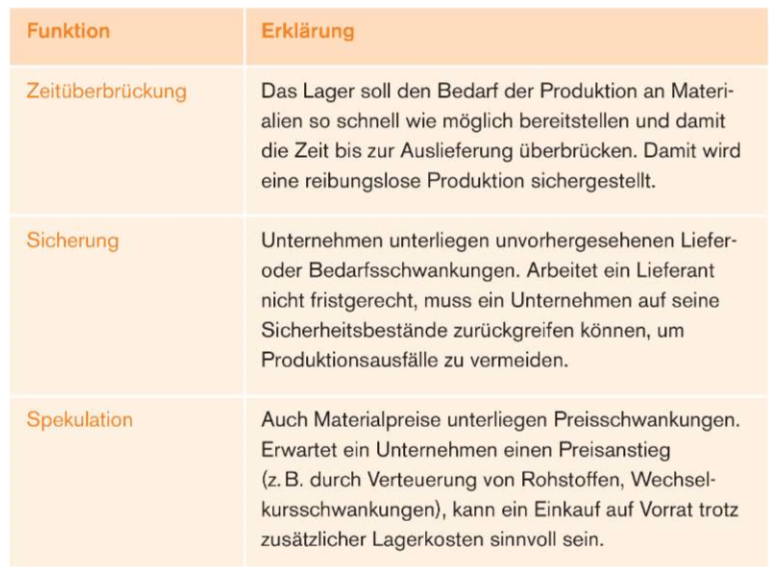 Funktion
Erklärung
Zeitüberbrückung
Das Lager soll den Bedarf der Produktion an Materi-
alien so schnell wie möglich bereitstellen und damit
die Zeit bis zur Auslieferung überbrücken. Damit wird
eine reibungslose Produktion sichergestellt.
Sicherung
Unternehmen unterliegen unvorhergesehenen Liefer-
oder Bedarfsschwankungen. Arbeitet ein Lieferant
nicht fristgerecht, muss ein Unternehmen auf seine
Sicherheitsbestände zurückgreifen können, um
Produktionsausfälle zu vermeiden.
Spekulation
Auch Materialpreise unterliegen Preisschwankungen.
Erwartet ein Unternehmen einen Preisanstieg
(z. B. durch Verteuerung von Rohstoffen, Wechsel-
kursschwankungen), kann ein Einkauf auf Vorrat trotz
zusätzlicher Lagerkosten sinnvoll sein.